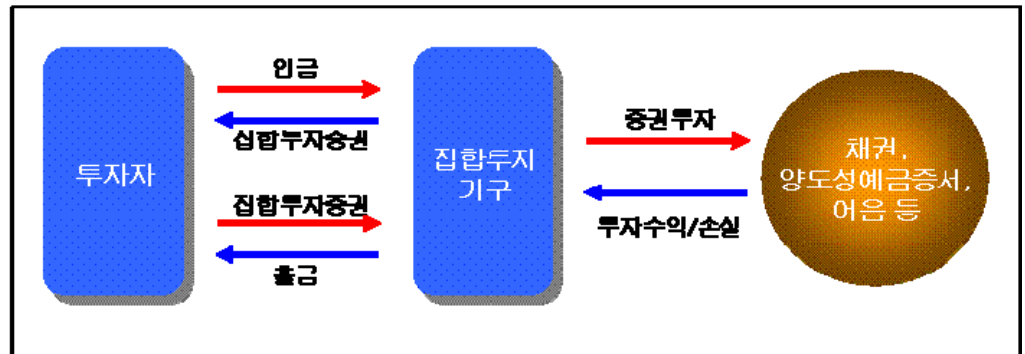 입금
집합투자증권
투자자
집합투자증권
출금
집합투자
기구
증권투자
투자수익/손실
채권,
양도성예금증서,
어음 등